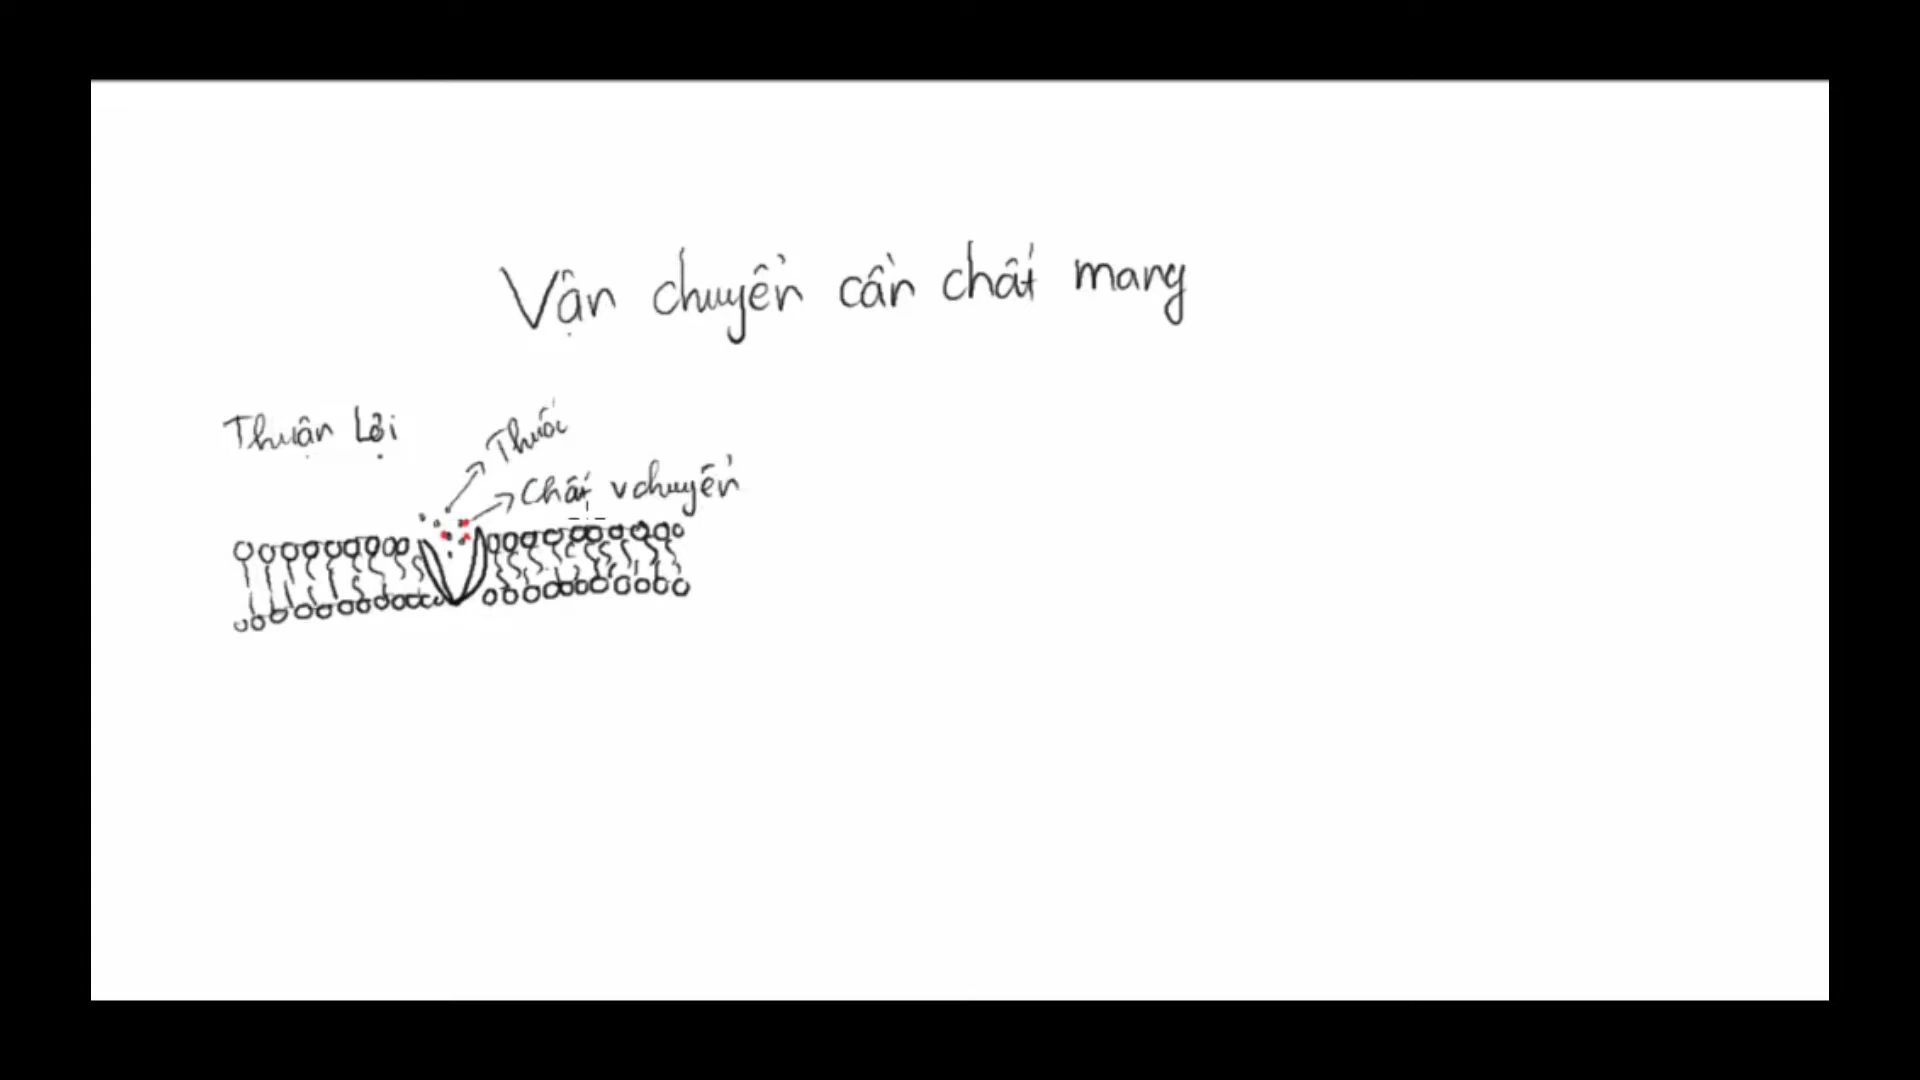 Vận chuyển cần chất mang
Thuận Lợi
Thuốc
Chất vchuyển